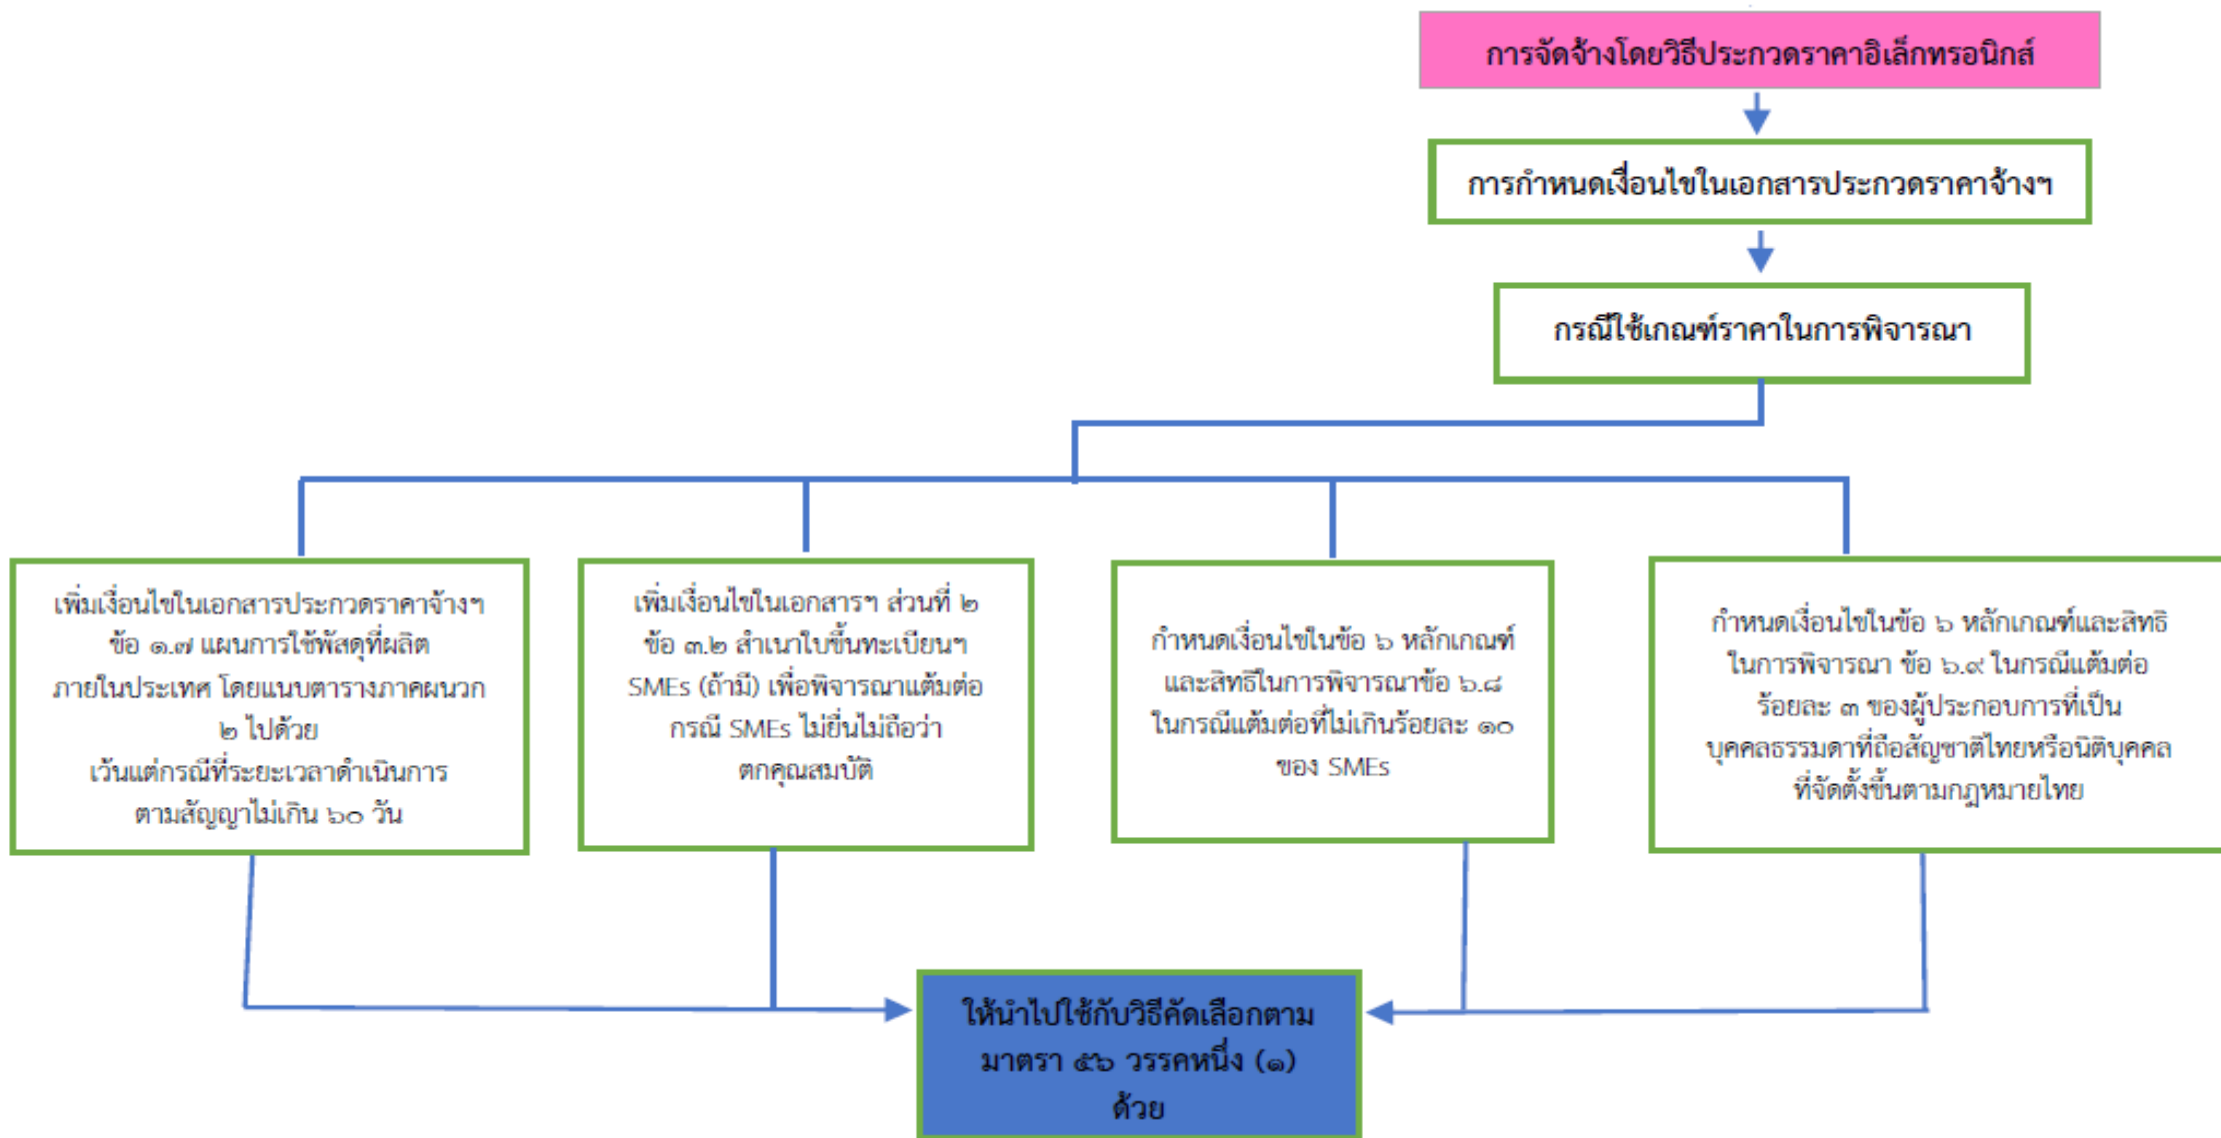 การจัดจ้างโดยวิธีประกวดราคาอิเล็กทรอนิกส์
การกำหนดเงื่อนไขในเอกสารประกวดราคาจ้างฯ
กรณีใช้เกณฑ์ราคาในการพิจารณา
เพิ่มเงื่อนไขในเอกสารประกวดราคาจ้างฯ
ข้อ ๑.๗ แผนการใช้พัสดุที่ผลิต
ภายในประเทศ โดยแนบตารางภาคผนวก
๒ ไปด้วย
เว้นแต่กรณีที่ระยะเวลาดำเนินการ
ตามสัญญาไม่เกิน ๖๐ วัน
เพิ่มเงื่อนไขในเอกสารฯ ส่วนที่ ๒
ข้อ ๓.๒ สำเนาใบขึ้นทะเบียนฯ
SMEs (ถ้ามี) เพื่อพิจารณาแต้มต่อ
กรณี SMEs ไม่ยื่นไม่ถือว่า
ตกคุณสมบัติ
กำหนดเงื่อนไขในข้อ ๖ หลักเกณฑ์
และสิทธิในการพิจารณาข้อ ๖.๘
ในกรณีแต้มต่อที่ไม่เกินร้อยละ ๑๐
ของ SMEs
กำหนดเงื่อนไขในข้อ ๖ หลักเกณฑ์และสิทธิ
ในการพิจารณา ข้อ ๖.๙ ในกรณีแต้มต่อ
ร้อยละ ๓ ของผู้ประกอบการที่เป็น
บุคคลธรรมดาที่ถือสัญชาติไทยหรือนิติบุคคล
ที่จัดตั้งขึ้นตามกฎหมายไทย
ให้นำไปใช้กับวิธีคัดเลือกตาม
มาตรา ๕๖ วรรคหนึ่ง (๑)
ด้วย